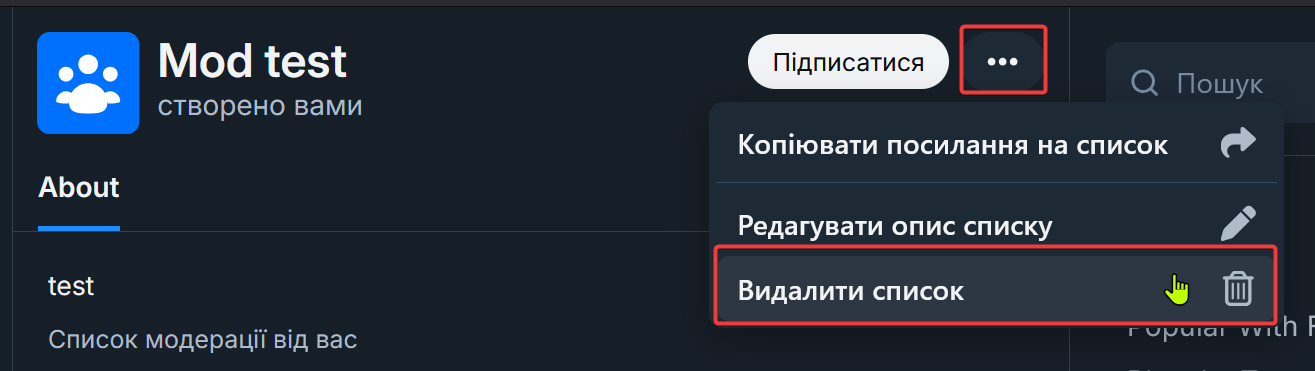 Mod test
створено вами
Підписатися
Пошук
Копіювати посилання на список
About
Редагувати опис списку
Видалити список
test
Список модерації від вас
Popular With